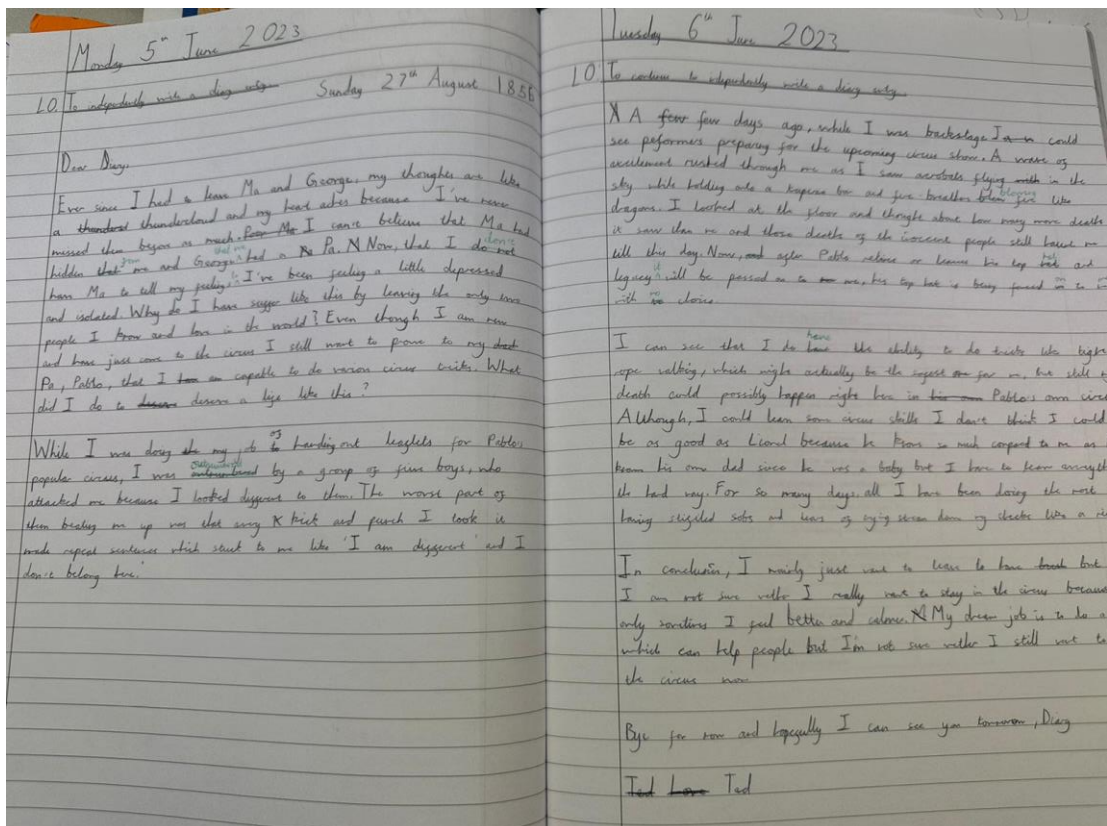 Monday 5th June 2023
LO: To independently write a diary entry.
Sunday 27th August 1856
Dear Diary,
Ever since I had to leave Ma and George, my thoughts are like
a thundercloud and my heart aches because I've never
missed them before as much. I can't believe that Ma had
hidden that me and George had a Pa. Now, that I don't
have Ma to tell my feelings, I've been feeling a little depressed
and isolated. Why do I have suffer like this by leaving the only
people I know and love in the world? Even though I am new
and have just come to the circus I still want to prove to my
Pa, Pablo, that I am capable to do various circus tricks. What
did I do to deserve a life like this?
While I was doing my job of handing out leaflets for Pablo's
popular circus, I was by a group of five boys, who
attacked me because I looked different to them. The worst part of
them beating me up was that every kick and punch I took it
made repeat sentences which stuck to me like 'I am different' and I
don't belong here.'
Tuesday 6th June 2023
LO: To continue to independently write a diary entry.
A few few days ago, while I was backstage I could
see peformers preparing for the upcoming circus show. A wave of
excitement rushed through me as I saw acrobats flying in the
sky while holding onto a trapeze bar and fire breathers like
dragons. I looked at the floor and thought about how many more deaths
it saw than me and those deaths of the innocent people still haunt me
till this day. Now, after Pablo retires or leaves his top hat and
legacy will be passed on to me, his top hat is being forced
with no choice.
I can see that I do have the ability to do tricks like tight
rope walking, which might actually be the safest for me, but still
death could possibly happen right here in Pablo's own
Although, I could learn some circus skills I don't think I could
be as good as Lionel because he knows so much compared to me as
his own dad since he was a baby but I have to learn
the hard way. For so many days, all I have been doing the most
having stifled sobs and tears of crying stream down my cheeks like a
In conclusion, I mainly just want to learn to have but
I am not sure wether I really want to stay in the circus because
only somtimes I feel better and calmer. My dream job is to do a
which can help people but I'm not sure wether I still want to
the circus now
Bye for now and hopefully I can see you tomorrow, Diary
Ted Love Ted